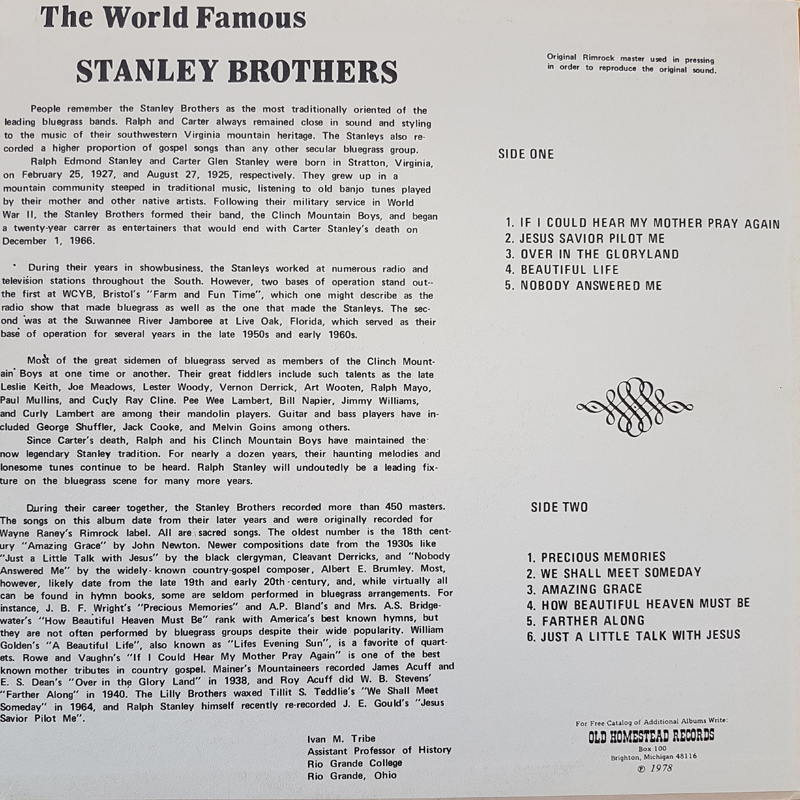 The World Famous
STANLEY BROTHERS
People remember the Stanley Brothers as the most traditionally oriented of the
leading bluegrass bands. Ralph and Carter always remained close in sound and styling
to the music of their southwestern Virginia mountain heritage. The Stanleys also re-
corded a higher proportion of gospel songs than any other secular bluegrass group.
Ralph Edmond Stanley and Carter Glen Stanley were born in Stratton, Virginia,
on February 25, 1927, and August 27, 1925, respectively. They grew up in a
mountain community steeped in traditional music, listening to old banjo tunes played
by their mother and other native artists. Following their military service in World
War II, the Stanley Brothers formed their band, the Clinch Mountain Boys, and began
a twenty-year carrer as entertainers that would end with Carter Stanley's death on
December 1, 1966.
During their years in showbusiness, the Stanleys worked at numerous radio and
television stations throughout the South. However, two bases of operation stand out--
the first at WCYB, Bristol's "Farm and Fun Time", which one might describe as the
radio show that made bluegrass as well as the one that made the Stanleys. The sec-
ond was at the Suwannee River Jamboree at Live Oak, Florida, which served as their
base of operation for several years in the late 1950s and early 1960s.
Most of the great sidemen of bluegrass served as members of the Clinch Mount-
ain Boys at one time or another. Their great fiddlers include such talents as the late
Leslie Keith, Joe Meadows, Lester Woody, Vernon Derrick, Art Wooten, Ralph Mayo,
Paul Mullins, and Curly Ray Cline. Pee Wee Lambert, Bill Napier, Jimmy Williams,
and Curly Lambert are among their mandolin players. Guitar and bass players have in-
cluded George Shuffler, Jack Cooke, and Melvin Goins among others.
Since Carter's death, Ralph and his Clinch Mountain Boys have maintained the
now legendary Stanley tradition. For nearly a dozen years, their haunting melodies and
lonesome tunes continue to be heard. Ralph Stanley will undoutedly be a leading fix-
ture on the bluegrass scene for many more years.
During their career together, the Stanley Brothers recorded more than 450 masters.
The songs on this album date from their later years and were originally recorded for
Wayne Raney's Rimrock label. All are sacred songs. The oldest number is the 18th cent-
ury "Amazing Grace" by John Newton. Newer compositions date from the 1930s like
"Just a Little Talk with Jesus" by the black clergyman, Cleavant Derricks, and "Nobody
Answered Me" by the widely-known country-gospel composer, Albert E. Brumley. Most,
however, likely date from the late 19th and early 20th century, and, while virtually all
can be found in hymn books, some are seldom performed in bluegrass arrangements. For
instance, J. B. F. Wright's "Precious Memories" and A.P. Bland's and Mrs. A.S. Bridge-
water's "How Beautiful Heaven Must Be" rank with America's best known hymns, but
they are not often performed by bluegrass groups despite their wide popularity. William
Golden's "A Beautiful Life", also known as "Lifes Evening Sun", is a favorite of quart-
ets. Rowe and Vaughn's "If I Could Hear My Mother Pray Again" is one of the best
known mother tributes in country gospel. Mainer's Mountaineers recorded James Acuff and
E. S. Dean's "Over in the Glory Land" in 1938, and Roy Acuff did W. B. Stevens'
"Farther Along" in 1940. The Lilly Brothers waxed Tillit S. Teddlie's "We Shall Meet
Someday" in 1964, and Ralph Stanley himself recently re-recorded J. E. Gould's "Jesus
Savior Pilot Me".
Ivan M. Tribe
Assistant Professor of History
Rio Grande College
Rio Grande, Ohio
Original Rimrock master used in pressing
in order to reproduce the original sound.
SIDE ONE
1. IF I COULD HEAR MY MOTHER PRAY AGAIN
2. JESUS SAVIOR PILOT ME
3. OVER IN THE GLORYLAND
4. BEAUTIFUL LIFE
5. NOBODY ANSWERED ME
SIDE TWO
1. PRECIOUS MEMORIES
2. WE SHALL MEET SOMEDAY
3. AMAZING GRACE
4. HOW BEAUTIFUL HEAVEN MUST BE
5. FARTHER ALONG
6. JUST A LITTLE TALK WITH JESUS
For Free Catalog of Additional Albums Write:
OLD HOMESTEAD RECORDS
Box 100
Brighton, Michigan 48116
℗ 1978